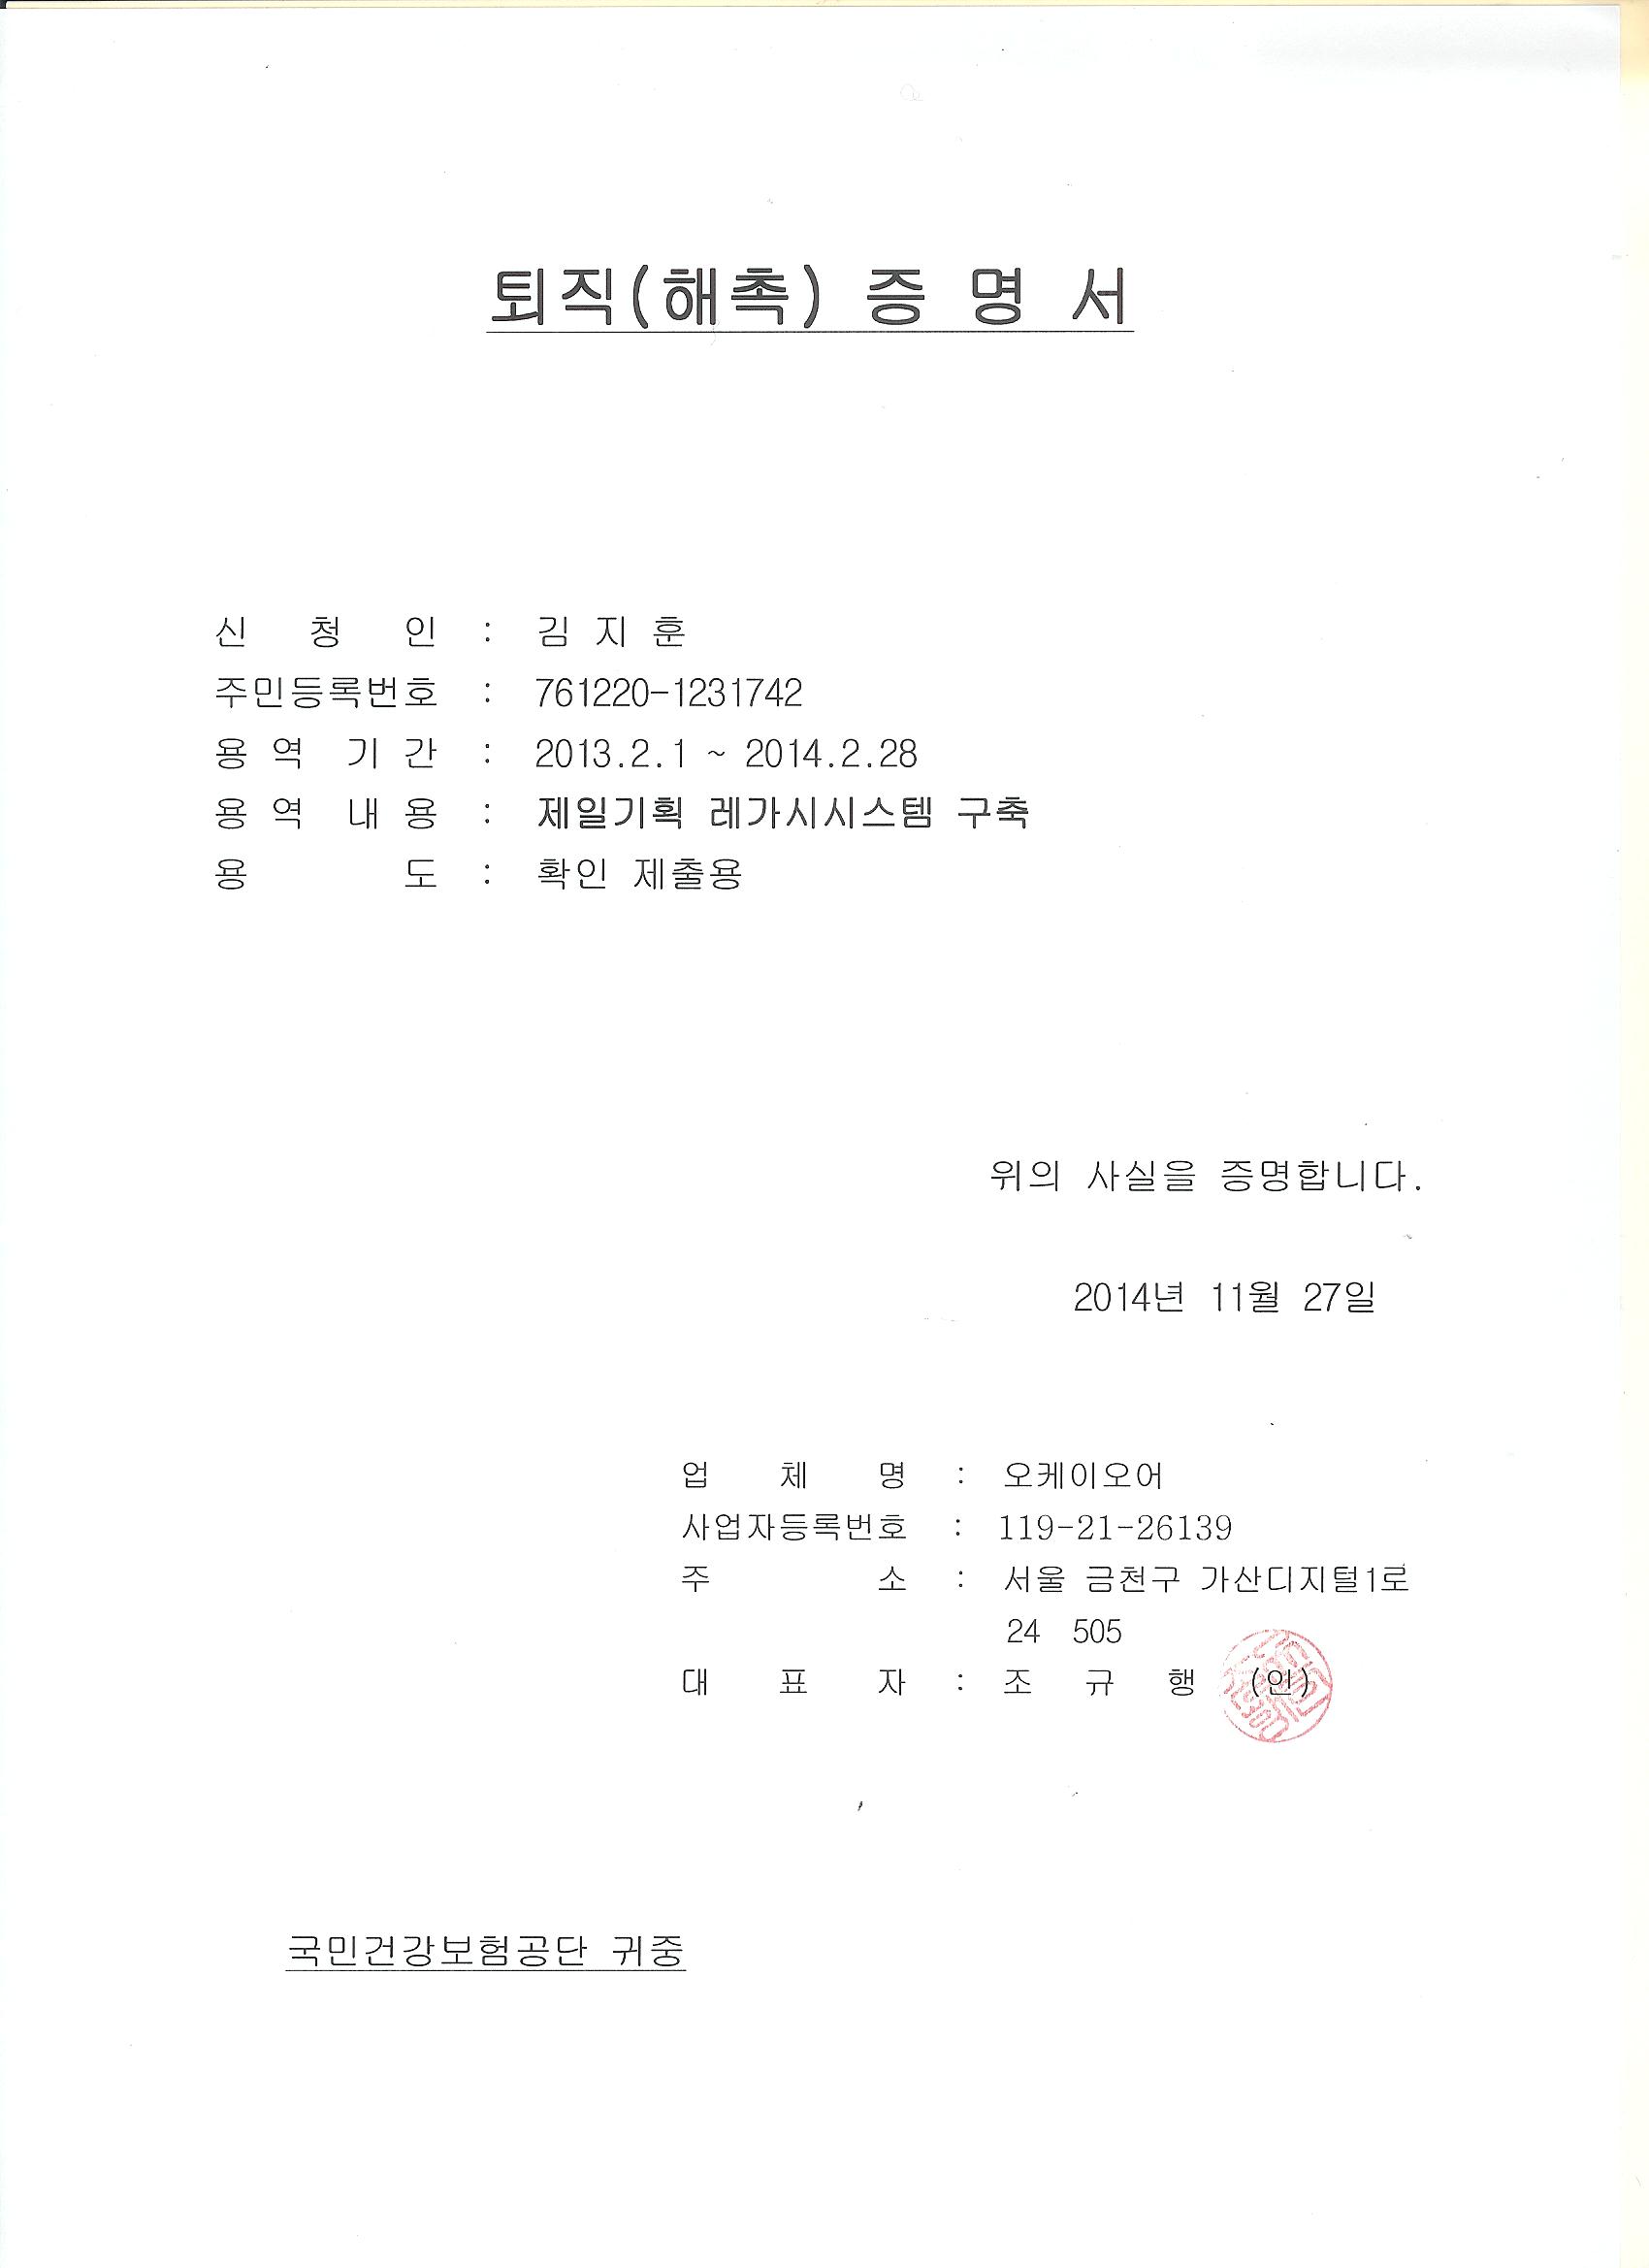 퇴직(해촉) 증 명 서
신 청 인 : 김 지 훈
주민등록번호 : 761220-1231742
용 역 기 간 : 2013.2.1 ~ 2014.2.28
용 역 내 용 : 제일기획 레가시시스템 구축
용 도 : 확인 제출용
위의 사실을 증명합니다.
2014년 11월 27일
업 체 명 : 오케이오어
사업자등록번호 : 119-21-26139
주 소 : 서울 금천구 가산디지털1로
24 505
대 표 자 : 조 규 행 (인)
국민건강보험공단 귀중